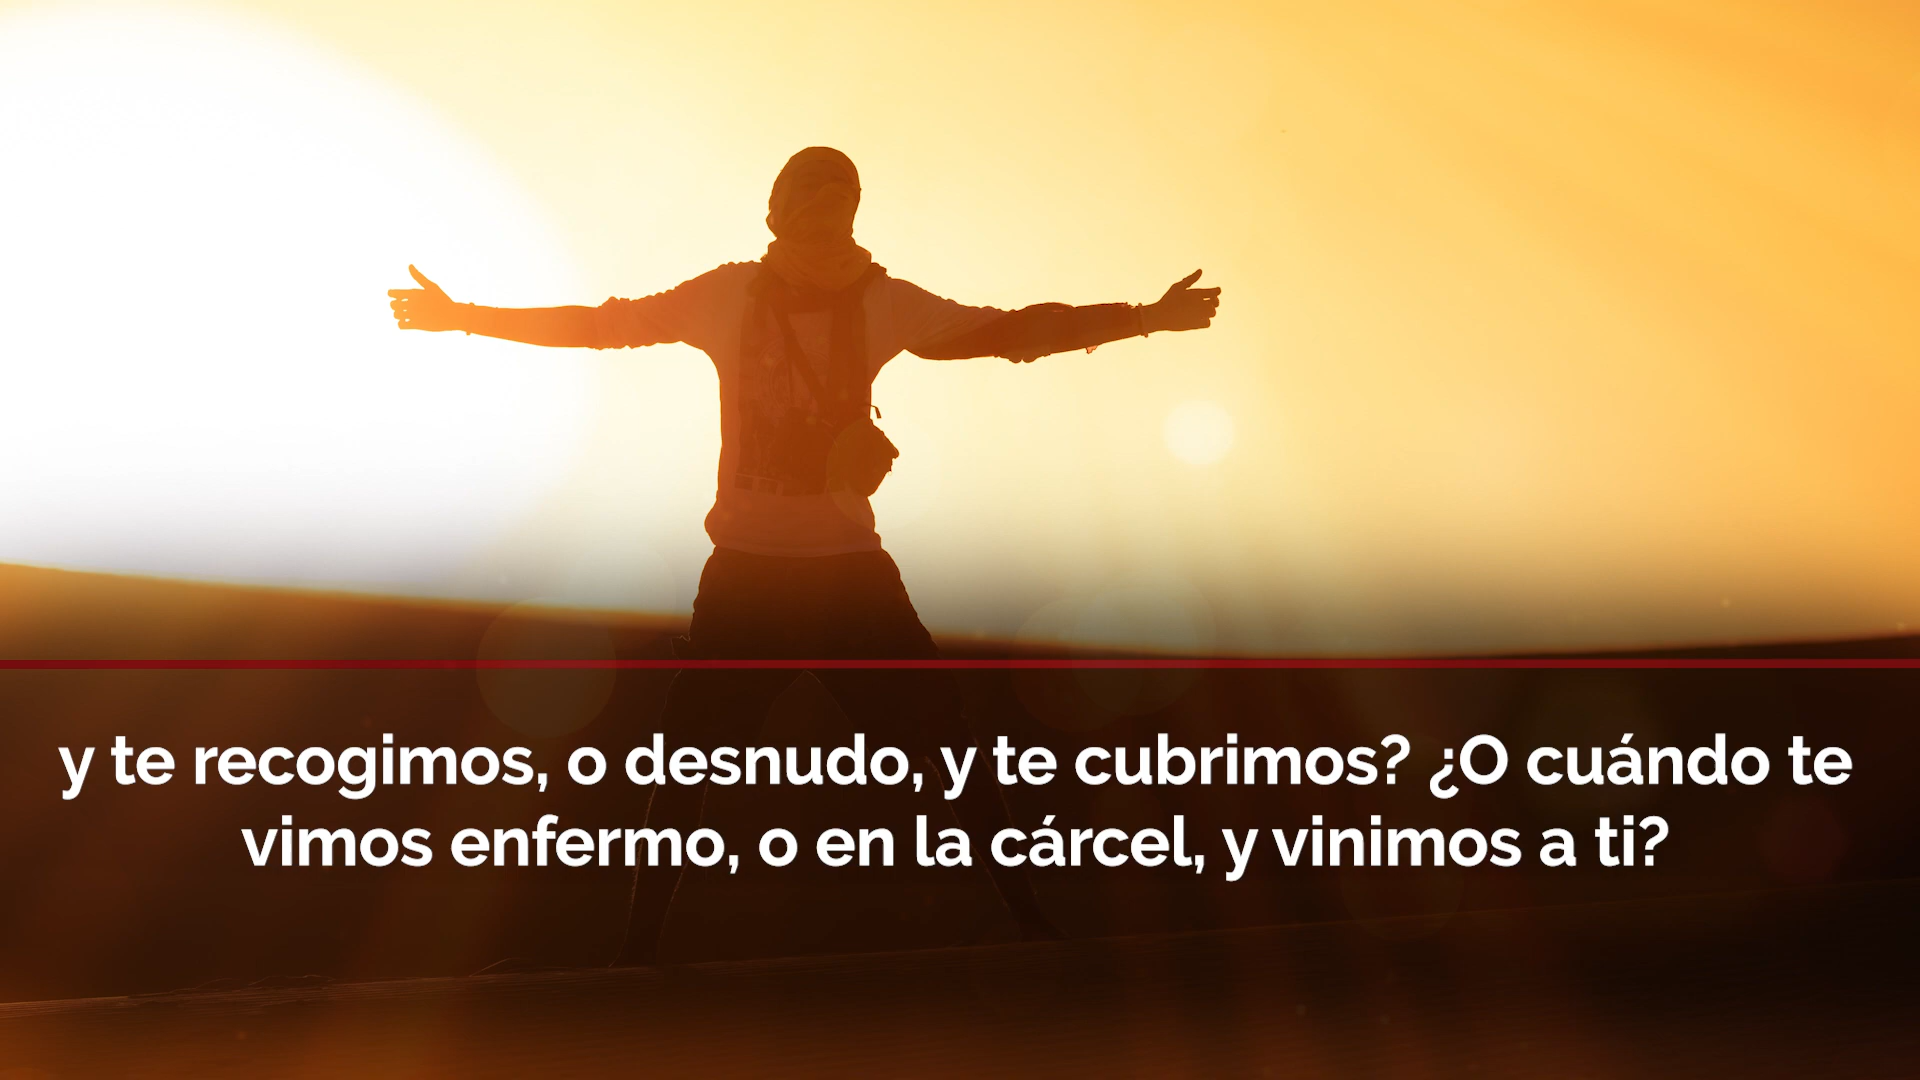 y te recogimos, o desnudo, y te cubrimos? ¿O cuándo te
vimos enfermo, o en la cárcel, y vinimos a ti?